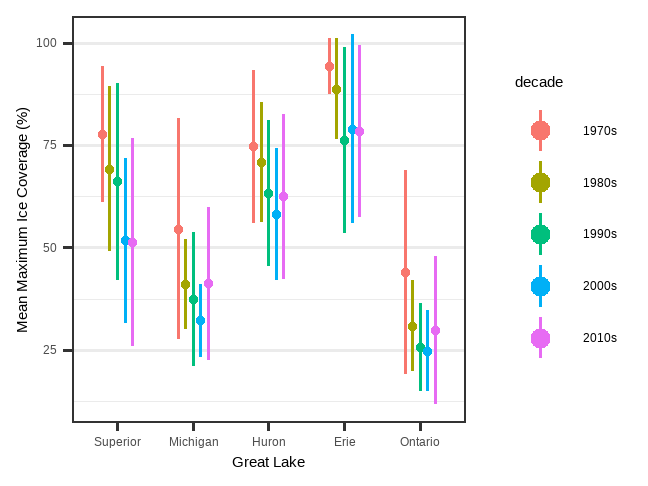 Mean Maximum Ice Coverage (%)
100
75
50
25
Superior Michigan Huron Erie Ontario
Great Lake
decade
1970s
1980s
1990s
2000s
2010s